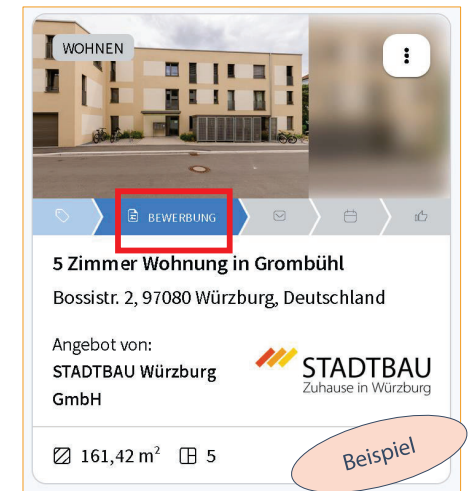 WOHNEN
BEWERBUNG
5 Zimmer Wohnung in Grombühl
Bossistr. 2, 97080 Würzburg, Deutschland
Angebot von:
STADTBAU Würzburg
GmbH
STADTBAU
Zuhause in Würzburg
161,42 m² 5
Beispiel